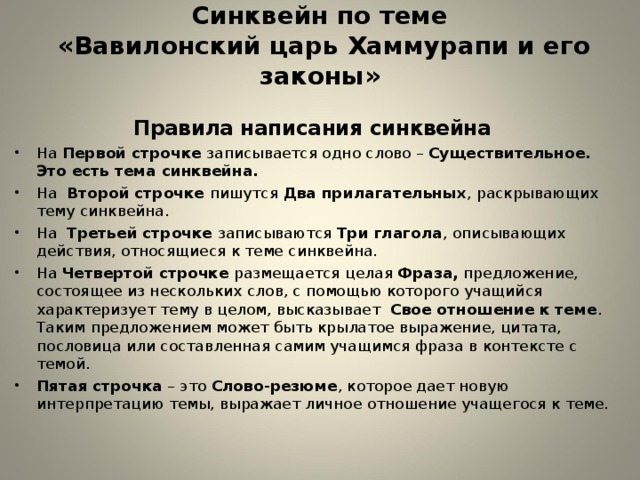 Синквейн по теме
«Вавилонский царь Хаммурапи и его
законы»
Правила написания синквейна
• На Первой строчке записывается одно слово – Существительное.
Это есть тема синквейна.
• На Второй строчке пишутся Два прилагательных, раскрывающих
тему синквейна.
• На Третьей строчке записываются Три глагола, описывающих
действия, относящиеся к теме синквейна.
• На Четвертой строчке размещается целая Фраза, предложение,
состоящее из нескольких слов, с помощью которого учащийся
характеризует тему в целом, высказывает Свое отношение к теме.
Таким предложением может быть крылатое выражение, цитата,
пословица или составленная самим учащимся фраза в контексте с
темой.
• Пятая строчка – это Слово-резюме, которое дает новую
интерпретацию темы, выражает личное отношение учащегося к теме.